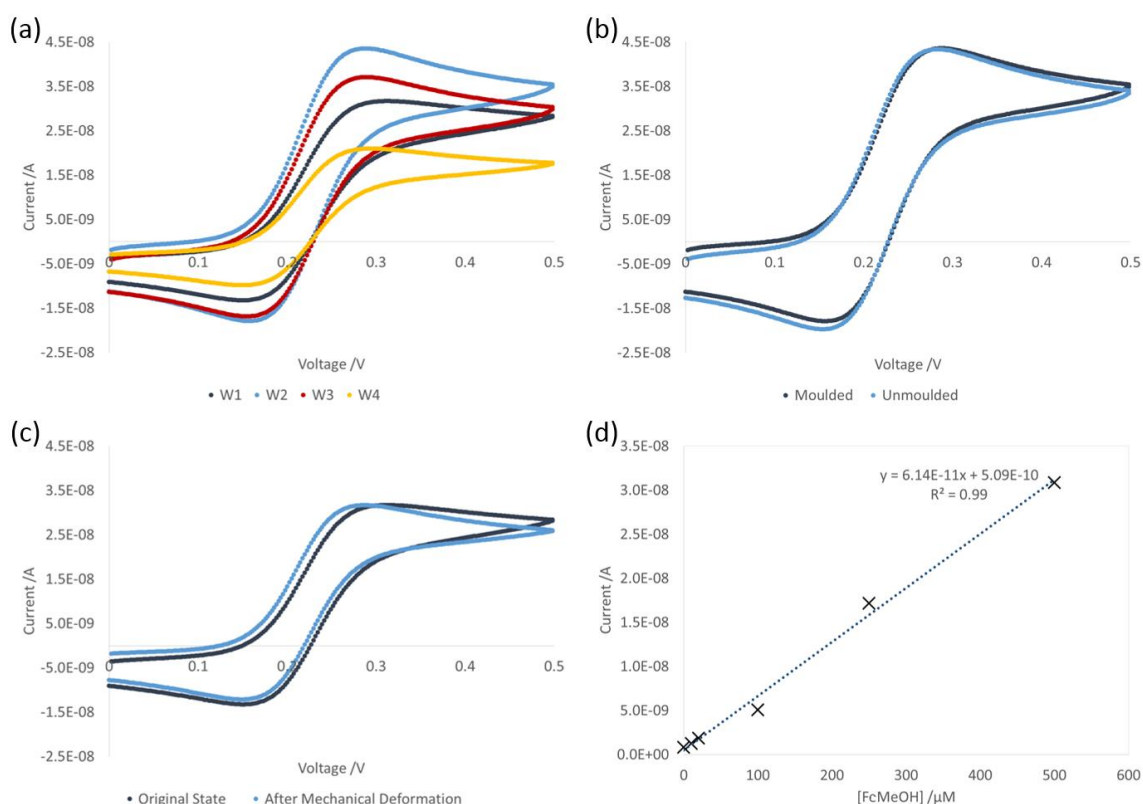 (a)
4.5E-08
3.5E-08
2.5E-08
1.5E-08
5.0E-09
-5.0E-09
-1.5E-08
-2.5E-08
Current /A
0 0.1 0.2 0.3 0.4 0.5
Voltage /V
W1 W2 W3 W4
(b)
4.5E-08
3.5E-08
2.5E-08
1.5E-08
5.0E-09
-5.0E-09
-1.5E-08
-2.5E-08
Current /A
0 0.1 0.2 0.3 0.4 0.5
Voltage /V
Moulded Unmoulded
(c)
4.5E-08
3.5E-08
2.5E-08
1.5E-08
5.0E-09
-5.0E-09
-1.5E-08
-2.5E-08
Current /A
0 0.1 0.2 0.3 0.4 0.5
Voltage /V
Original State After Mechanical Deformation
(d)
3.5E-08
3.0E-08
2.5E-08
2.0E-08
1.5E-08
1.0E-08
5.0E-09
0.0E+00
Current /A
y = 6.14E-11x + 5.09E-10
R² = 0.99
0 100 200 300 400 500 600
[FcMeOH] /µM